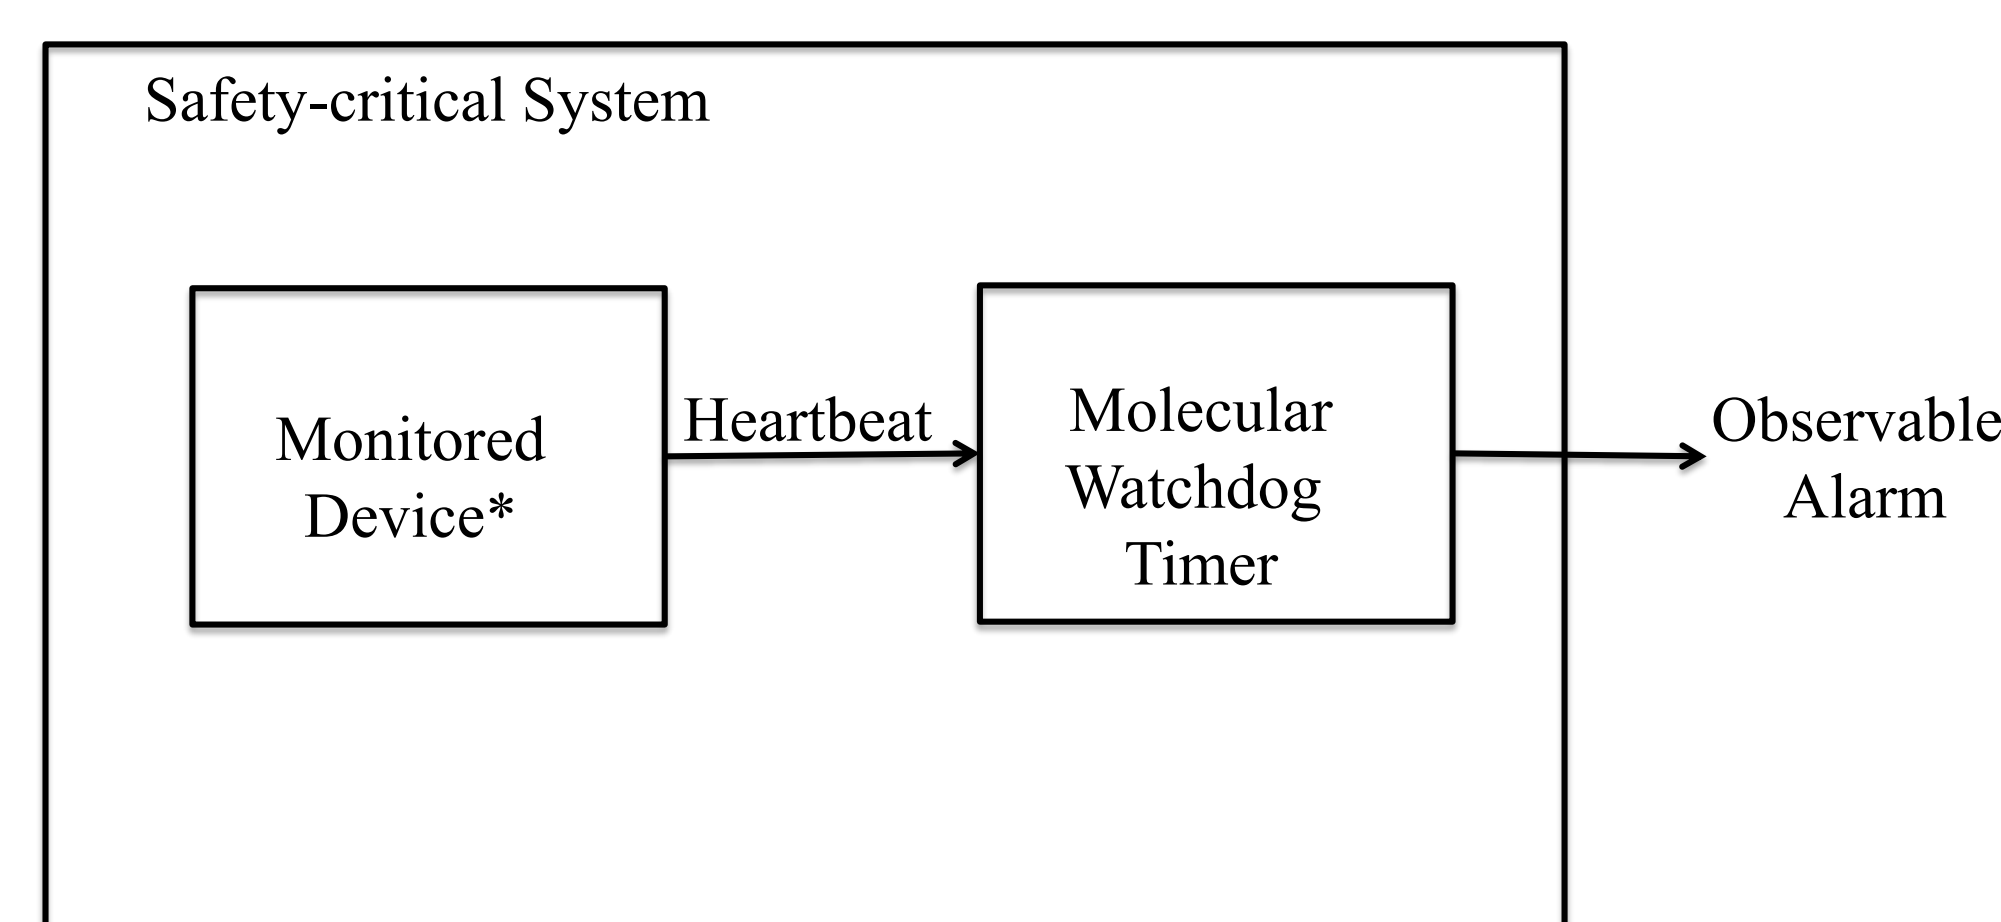 Safety-critical System
Monitored
Device*
Heartbeat
Molecular
Watchdog
Timer
Observable
Alarm